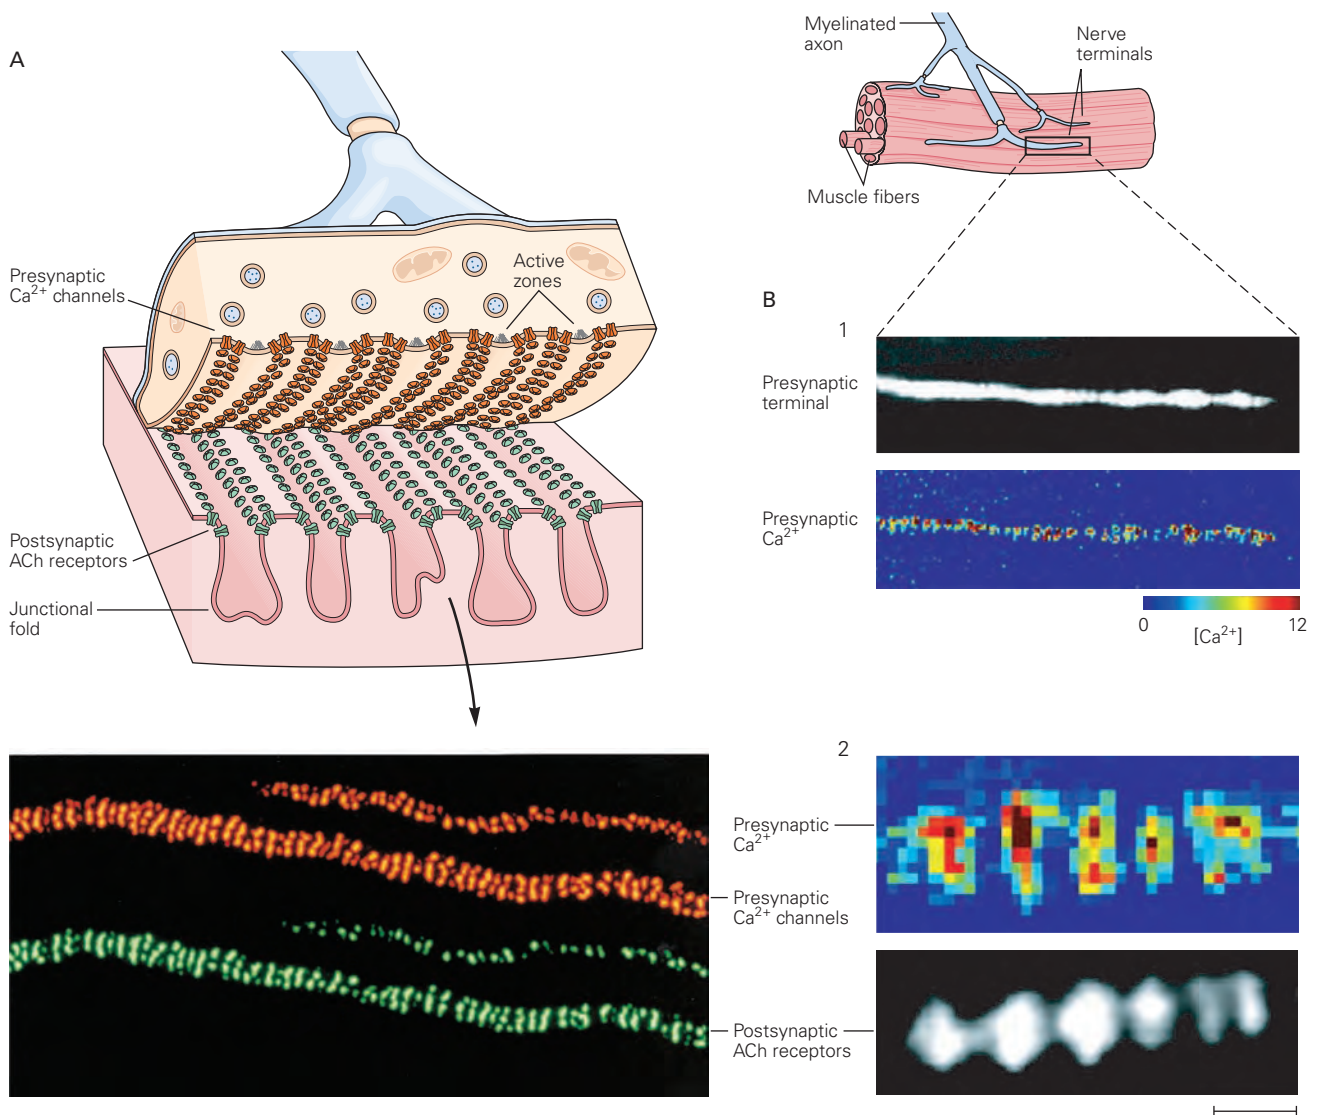 A
Presynaptic
Ca²⁺ channels
Active
zones
Postsynaptic
ACh receptors
Junctional
fold
Myelinated
axon
Nerve
terminals
Muscle fibers
B
1
Presynaptic
terminal
Presynaptic
Ca²⁺
0
12
[Ca²⁺]
2
Presynaptic
Ca²⁺
Presynaptic
Ca²⁺ channels
Postsynaptic
ACh receptors